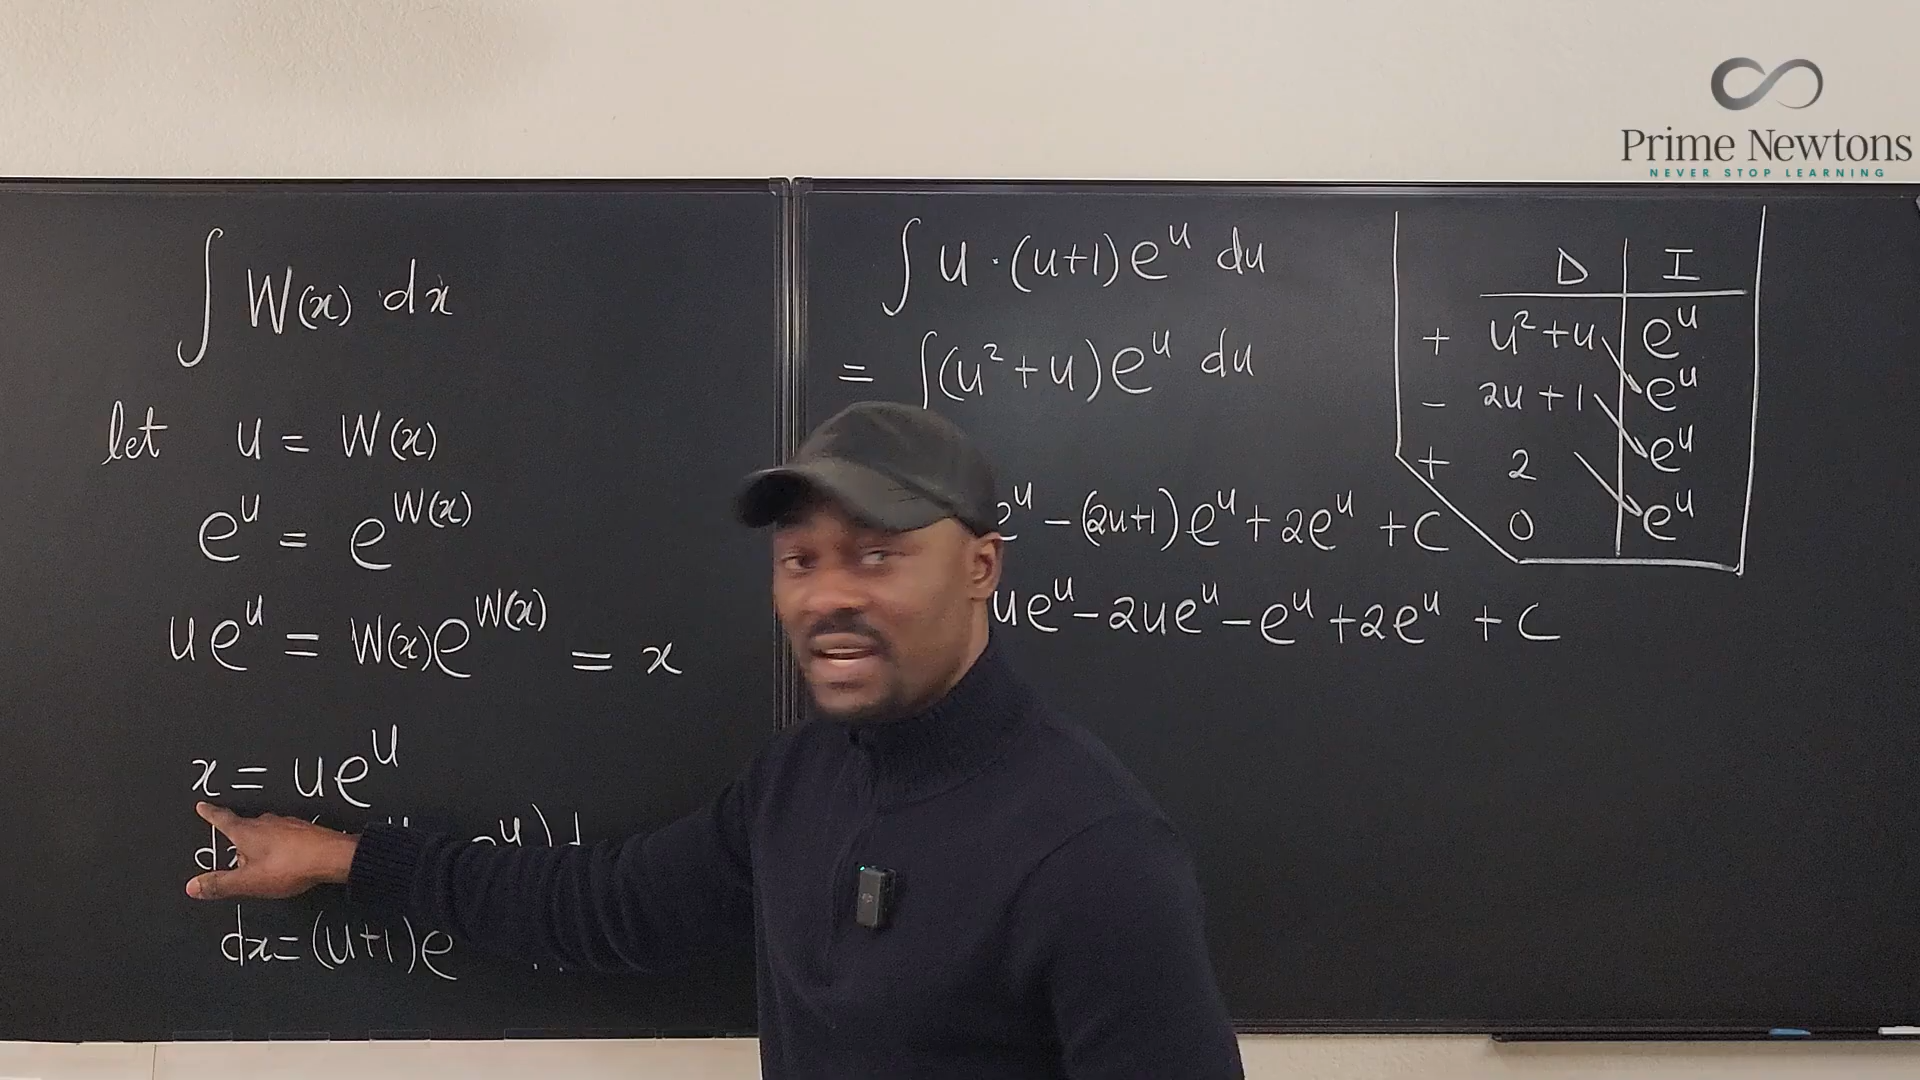 Prime Newtons
NEVER STOP LEARNING
∫ W(x) dx
let u = W(x)
e^u = e^W(x)
ue^u = W(x)e^W(x) = x
x = ue^u
dx
e^u) d
dx = (u+1)e
∫ u · (u+1)e^u du
= ∫(u² + u)e^u du
e^u − (2u+1)e^u + 2e^u + C
ue^u − 2ue^u − e^u + 2e^u + C
D I
+ u² + u e^u
− 2u + 1 e^u
+ 2 e^u
0 e^u